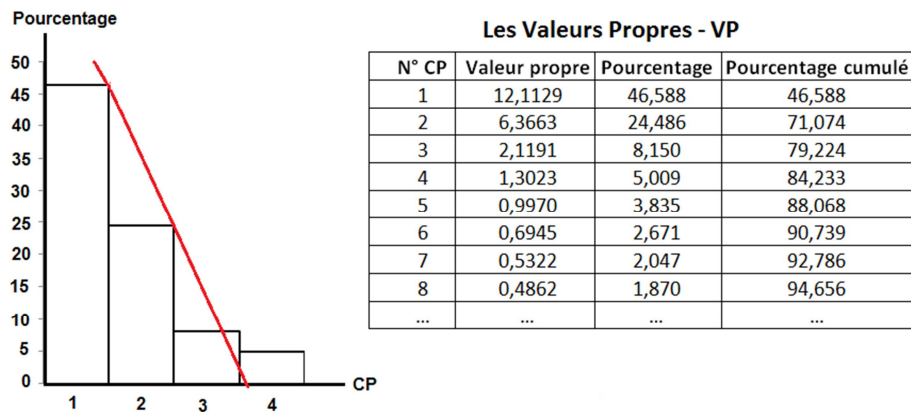 Pourcentage
50
45
40
35
30
25
20
15
10
5
0
1 2 3 4
CP
Les Valeurs Propres - VP
N° CP Valeur propre Pourcentage Pourcentage cumulé
1 12,1129 46,588 46,588
2 6,3663 24,486 71,074
3 2,1191 8,150 79,224
4 1,3023 5,009 84,233
5 0,9970 3,835 88,068
6 0,6945 2,671 90,739
7 0,5322 2,047 92,786
8 0,4862 1,870 94,656
... ... ... ...